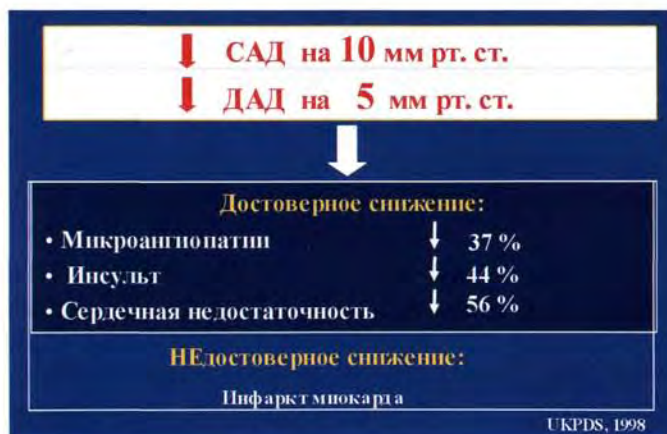 САД на 10 мм рт. ст.
ДАД на 5 мм рт. ст.
Достоверное снижение:
• Микроангиопатии 37 %
• Инсульт 44 %
• Сердечная недостаточность 56 %
НЕдостоверное снижение:
Инфаркт миокарда
UKPDS, 1998